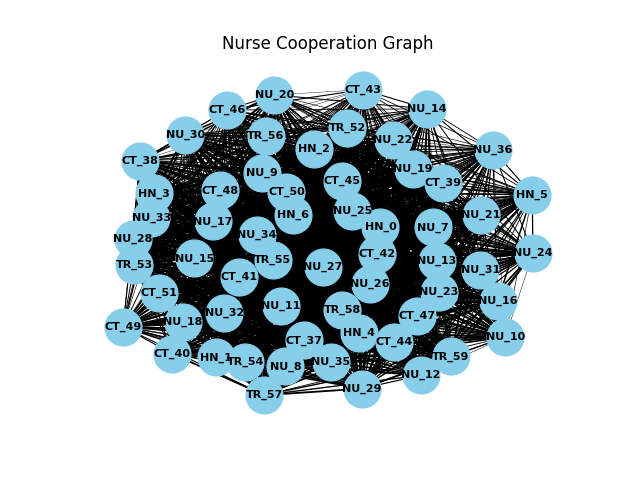 Nurse Cooperation Graph
CT_43
NU_20
CT_46
NU_14
TR_52
NU_30
TR_56
NU_22
HN_2
NU_36
CT_38
NU_19
NU_9
CT_45
CT_39
CT_48
CT_50
HN_3
HN_5
NU_25
HN_6
NU_21
NU_33
NU_17
HN_0
NU_7
NU_34
NU_28
CT_42
NU_24
NU_15
TR_55
NU_13
TR_53
NU_27
NU_31
CT_41
NU_26
CT_51
NU_23
NU_16
NU_11
TR_58
NU_32
CT_47
NU_18
CT_49
HN_4
NU_10
CT_37
CT_44
CT_40
HN_1
TR_59
TR_54
NU_35
NU_8
NU_12
NU_29
TR_57